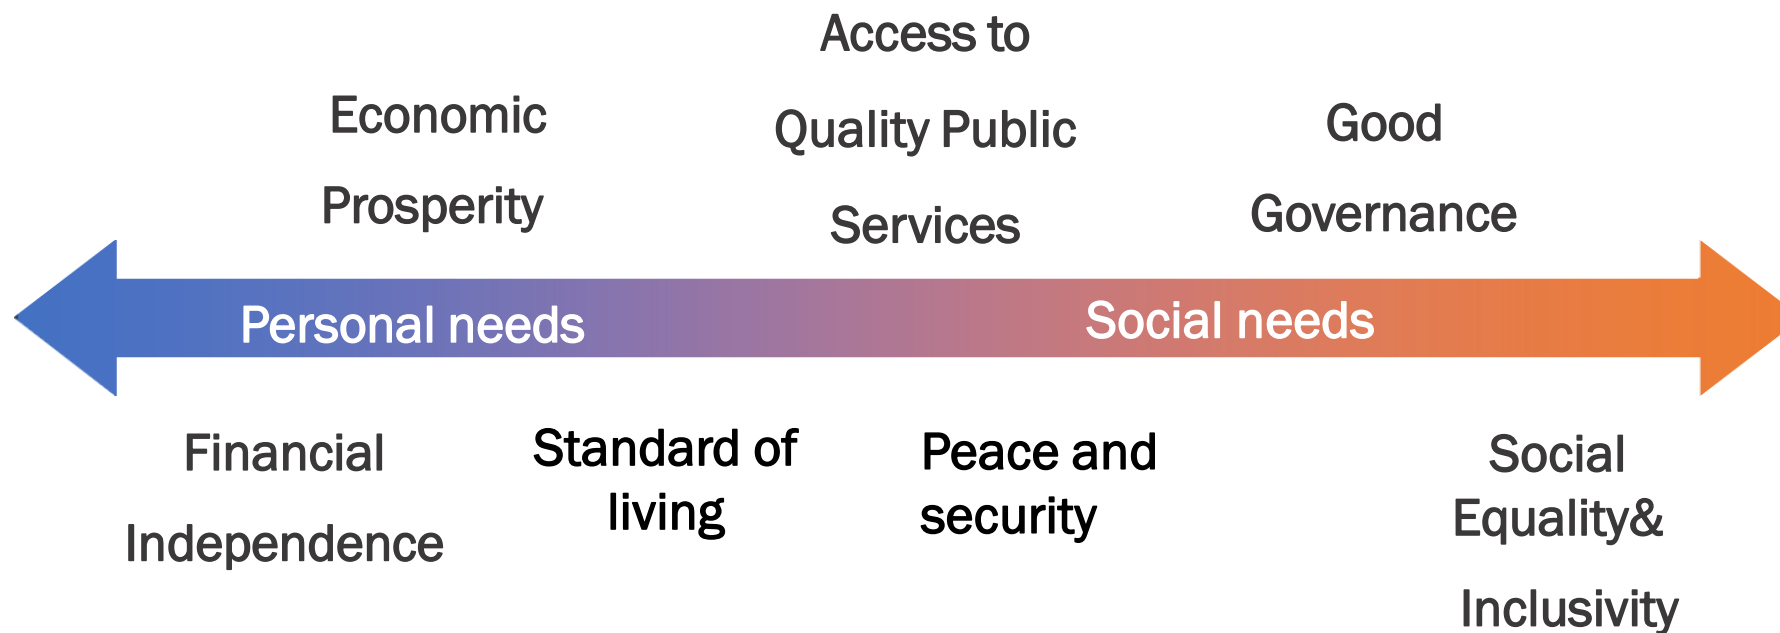 Access to
Quality Public
Services
Economic
Prosperity
Good
Governance
Personal needs
Social needs
Financial
Independence
Standard of
living
Peace and
security
Social
Equality&
Inclusivity